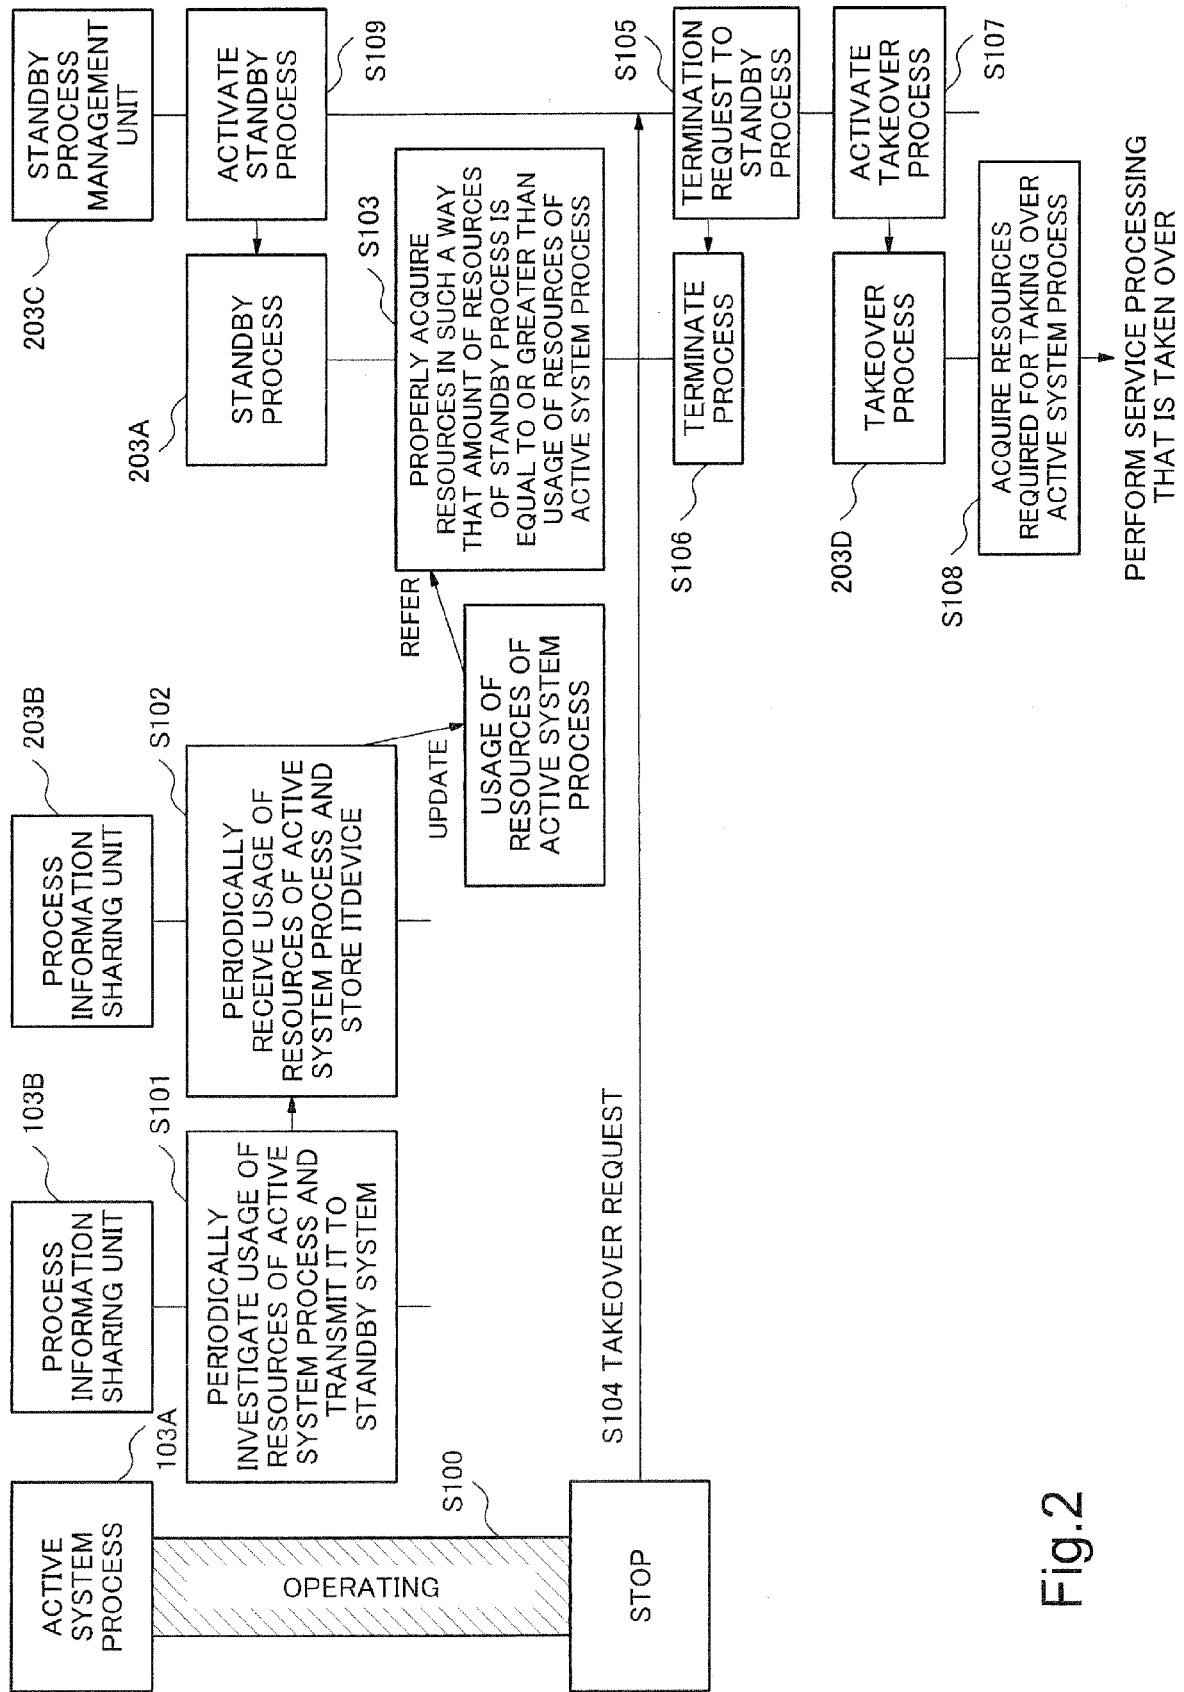 ACTIVE
SYSTEM
PROCESS
103A
OPERATING
S100
STOP
PROCESS
INFORMATION
SHARING UNIT
103B
PERIODICALLY
INVESTIGATE USAGE OF
RESOURCES OF ACTIVE
SYSTEM PROCESS AND
TRANSMIT IT TO
STANDBY SYSTEM
S101
PROCESS
INFORMATION
SHARING UNIT
203B
PERIODICALLY
RECEIVE USAGE OF
RESOURCES OF ACTIVE
SYSTEM PROCESS AND
STORE ITDEVICE
S102
UPDATE
USAGE OF
RESOURCES OF
ACTIVE SYSTEM
PROCESS
REFER
STANDBY
PROCESS
MANAGEMENT
UNIT
203C
ACTIVATE
STANDBY
PROCESS
S109
STANDBY
PROCESS
203A
PROPERLY ACQUIRE
RESOURCES IN SUCH A WAY
THAT AMOUNT OF RESOURCES
OF STANDBY PROCESS IS
EQUAL TO OR GREATER THAN
USAGE OF RESOURCES OF
ACTIVE SYSTEM PROCESS
S103
S104 TAKEOVER REQUEST
TERMINATION
REQUEST TO
STANDBY
PROCESS
S105
TERMINATE
PROCESS
S106
ACTIVATE
TAKEOVER
PROCESS
S107
TAKEOVER
PROCESS
203D
ACQUIRE RESOURCES
REQUIRED FOR TAKING OVER
ACTIVE SYSTEM PROCESS
S108
PERFORM SERVICE PROCESSING
THAT IS TAKEN OVER
Fig.2